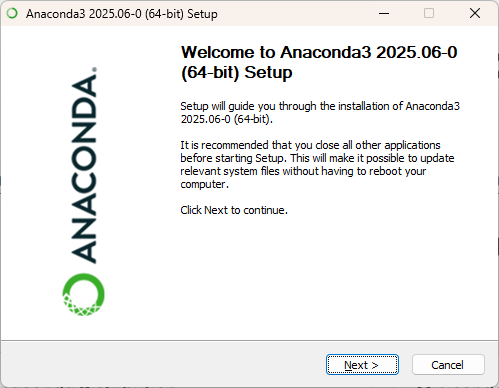 Anaconda3 2025.06-0 (64-bit) Setup
ANACONDA.
Welcome to Anaconda3 2025.06-0
(64-bit) Setup
Setup will guide you through the installation of Anaconda3
2025.06-0 (64-bit).
It is recommended that you close all other applications
before starting Setup. This will make it possible to update
relevant system files without having to reboot your
computer.
Click Next to continue.
Next >
Cancel